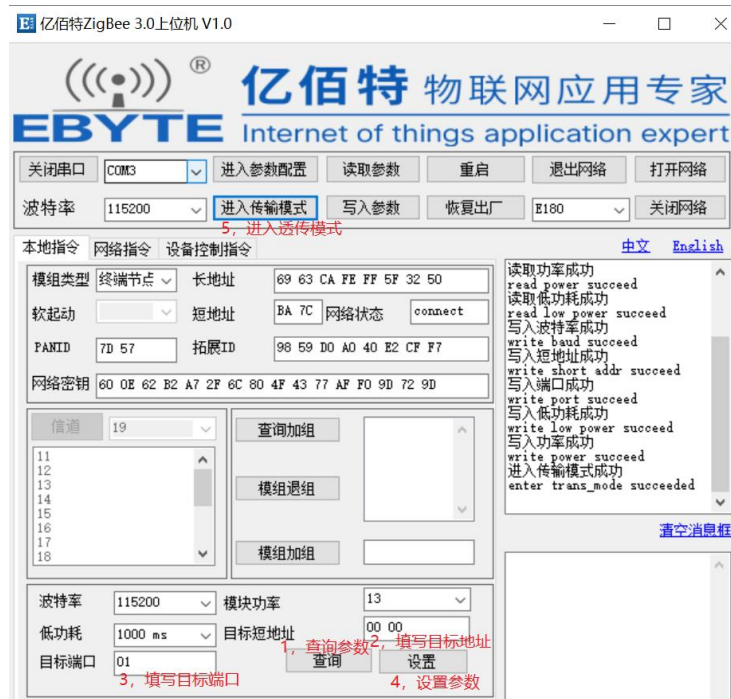 亿佰特ZigBee 3.0上位机 V1.0
®
亿佰特 物联网应用专家
EBYTE Internet of things application expert
关闭串口 COM3 进入参数配置 读取参数 重启 退出网络 打开网络
波特率 115200 进入传输模式 写入参数 恢复出厂 E180 关闭网络
5，进入透传模式
本地指令 网络指令 设备控制指令 中文 English
模组类型 终端节点 长地址 69 63 CA FE FF 5F 32 50
软起动 短地址 BA 7C 网络状态 connect
PANID 7D 57 拓展ID 98 59 D0 A0 40 E2 CF F7
网络密钥 60 0E 62 B2 A7 2F 6C 80 4F 43 77 AF F0 9D 72 9D
读取功率成功
read power succeed
读取低功耗成功
read low power succeed
写入波特率成功
write baud succeed
写入短地址成功
write short addr succeed
写入端口成功
write port succeed
写入低功耗成功
write low power succeed
写入功率成功
write power succeed
进入传输模式成功
enter trans_mode succeeded
清空消息框
信道 19
11
12
13
14
15
16
17
18
查询加组
模组退组
模组加组
波特率 115200 模块功率 13
低功耗 1000 ms 目标短地址 00 00
1，查询参数 2，填写目标地址
目标端口 01 查询 设置
3，填写目标端口 4，设置参数